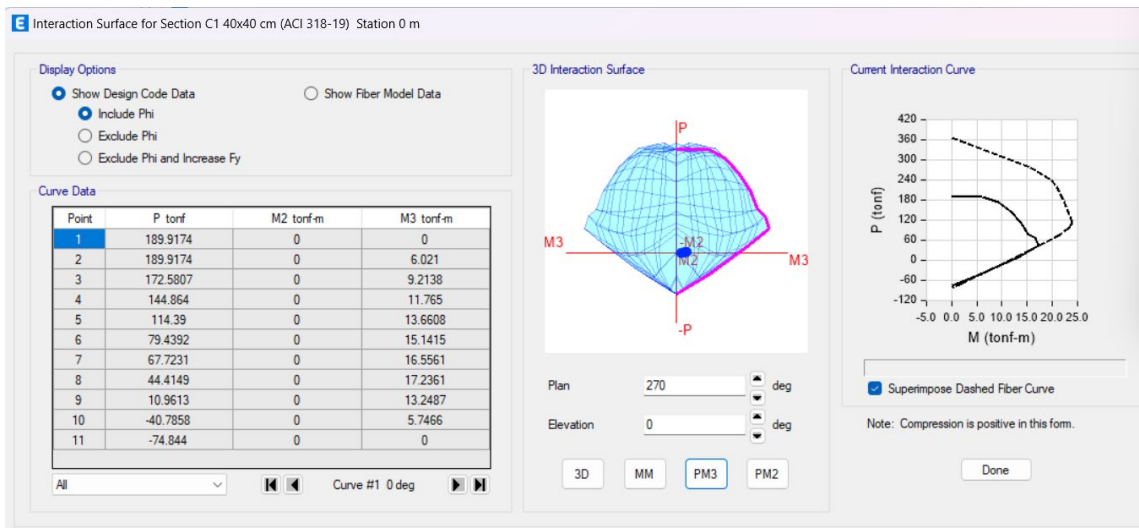 E Interaction Surface for Section C1 40x40 cm (ACI 318-19) Station 0 m
Display Options
Show Design Code Data
Show Fiber Model Data
Include Phi
Exclude Phi
Exclude Phi and Increase Fy
Curve Data
Point P tonf M2 tonf-m M3 tonf-m
1 189.9174 0 0
2 189.9174 0 6.021
3 172.5807 0 9.2138
4 144.864 0 11.765
5 114.39 0 13.6608
6 79.4392 0 15.1415
7 67.7231 0 16.5561
8 44.4149 0 17.2361
9 10.9613 0 13.2487
10 -40.7858 0 5.7466
11 -74.844 0 0
All
Curve #1 0 deg
3D Interaction Surface
P
M3
-M2
M2
M3
-P
Plan 270 deg
Elevation 0 deg
3D MM PM3 PM2
Current Interaction Curve
420
360
300
240
180
120
60
0
-60
-120
P (tonf)
-5.0 0.0 5.0 10.0 15.0 20.0 25.0
M (tonf-m)
Superimpose Dashed Fiber Curve
Note: Compression is positive in this form.
Done